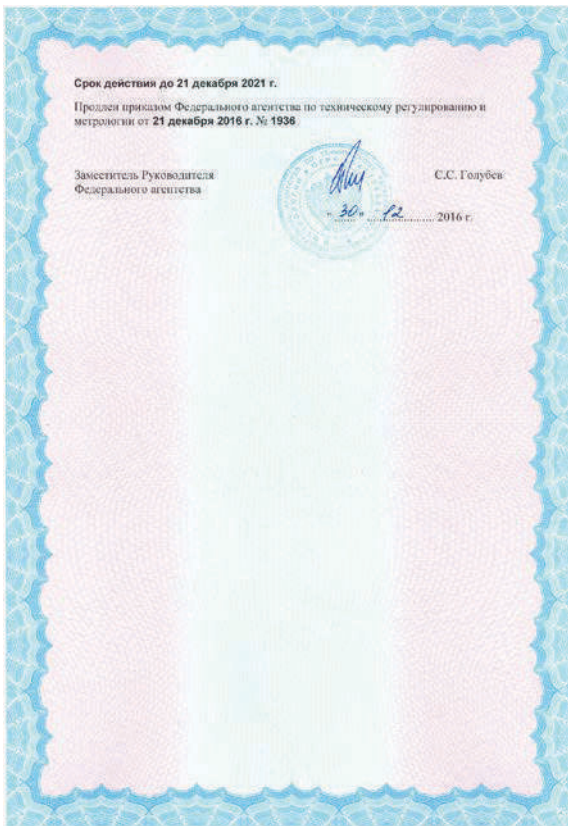 Срок действия до 21 декабря 2021 г.
Продлен приказом Федерального агентства по техническому регулированию и
метрологии от 21 декабря 2016 г. № 1936
Заместитель Руководителя
С.С. Голубев
Федерального агентства
" 30 " 12 2016 г.